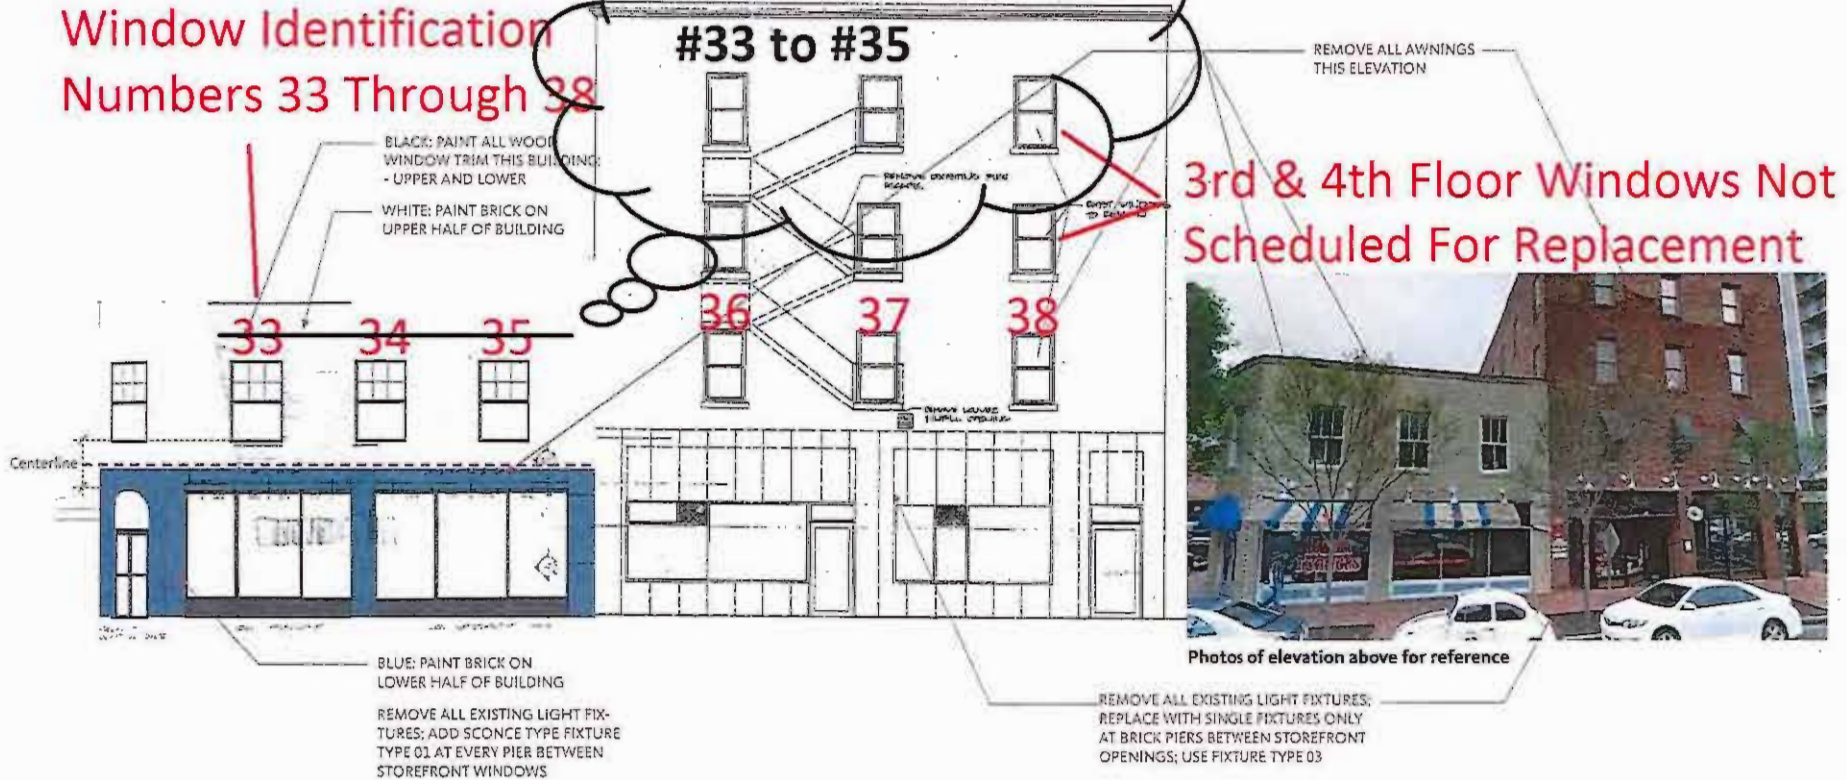 Window Identification
Numbers 33 Through 38
#33 to #35
REMOVE ALL AWNINGS
THIS ELEVATION
BLACK: PAINT ALL WOOD
WINDOW TRIM THIS BUILDING:
- UPPER AND LOWER
WHITE: PAINT BRICK ON
UPPER HALF OF BUILDING
3rd & 4th Floor Windows Not
Scheduled For Replacement
36
37
38
33
34
35
Centerline
Photos of elevation above for reference
BLUE: PAINT BRICK ON
LOWER HALF OF BUILDING
REMOVE ALL EXISTING LIGHT FIX-
TURES; ADD SCONCE TYPE FIXTURE
TYPE 01 AT EVERY PIER BETWEEN
STOREFRONT WINDOWS
REMOVE ALL EXISTING LIGHT FIXTURES;
REPLACE WITH SINGLE FIXTURES ONLY
AT BRICK PIERS BETWEEN STOREFRONT
OPENINGS; USE FIXTURE TYPE 03